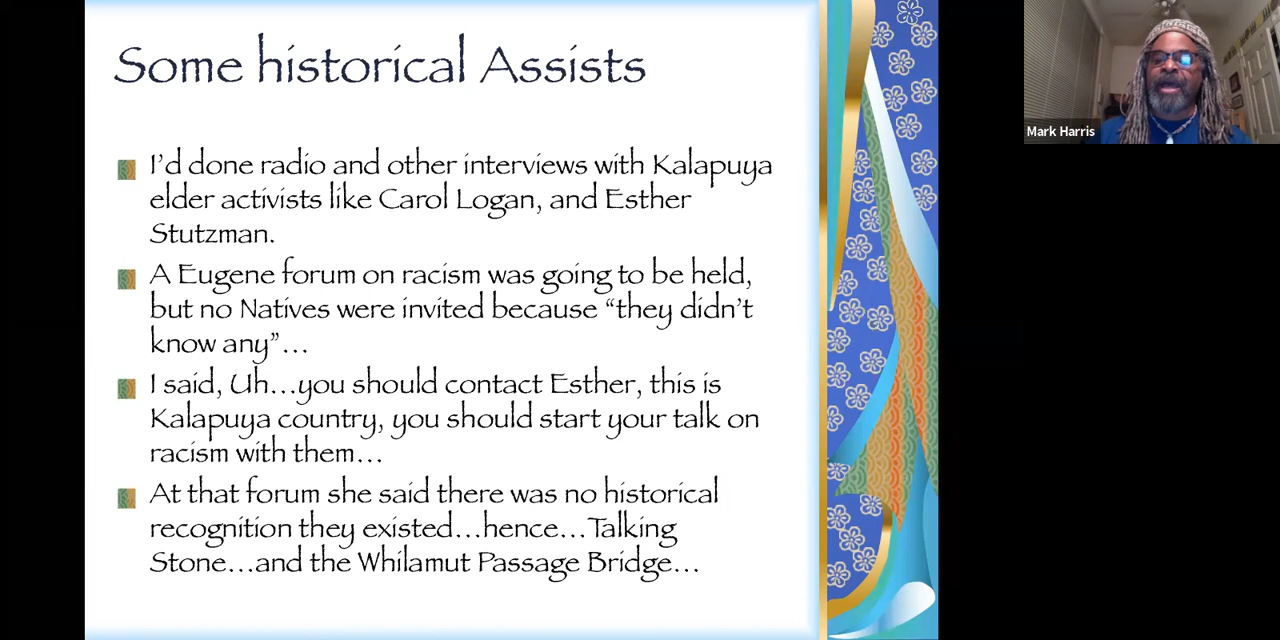 Some historical Assists
I'd done radio and other interviews with Kalapuya
elder activists like Carol Logan, and Esther
Stutzman.
A Eugene forum on racism was going to be held,
but no Natives were invited because “they didn't
know any”…
I said, Uh…you should contact Esther, this is
Kalapuya country, you should start your talk on
racism with them…
At that forum she said there was no historical
recognition they existed…hence…Talking
Stone…and the Whilamut Passage Bridge…
Mark Harris